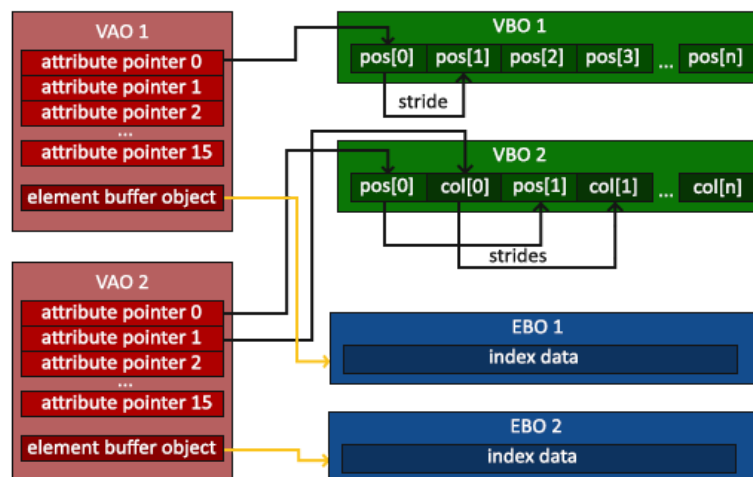 VAO 1
attribute pointer 0
attribute pointer 1
attribute pointer 2
...
attribute pointer 15
element buffer object
VAO 2
attribute pointer 0
attribute pointer 1
attribute pointer 2
...
attribute pointer 15
element buffer object
VBO 1
pos[0] pos[1] pos[2] pos[3] ... pos[n]
stride
VBO 2
pos[0] col[0] pos[1] col[1] ... col[n]
strides
EBO 1
index data
EBO 2
index data